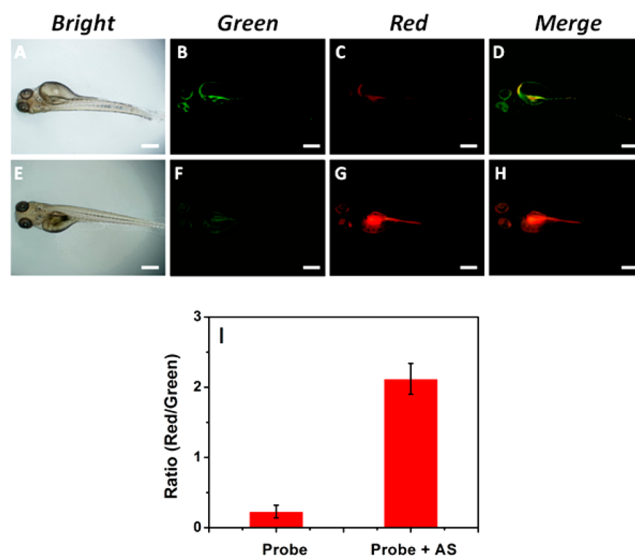 Bright Green Red Merge
A B C D
E F G H
I
3
2
1
0
Ratio (Red/Green)
Probe Probe + AS